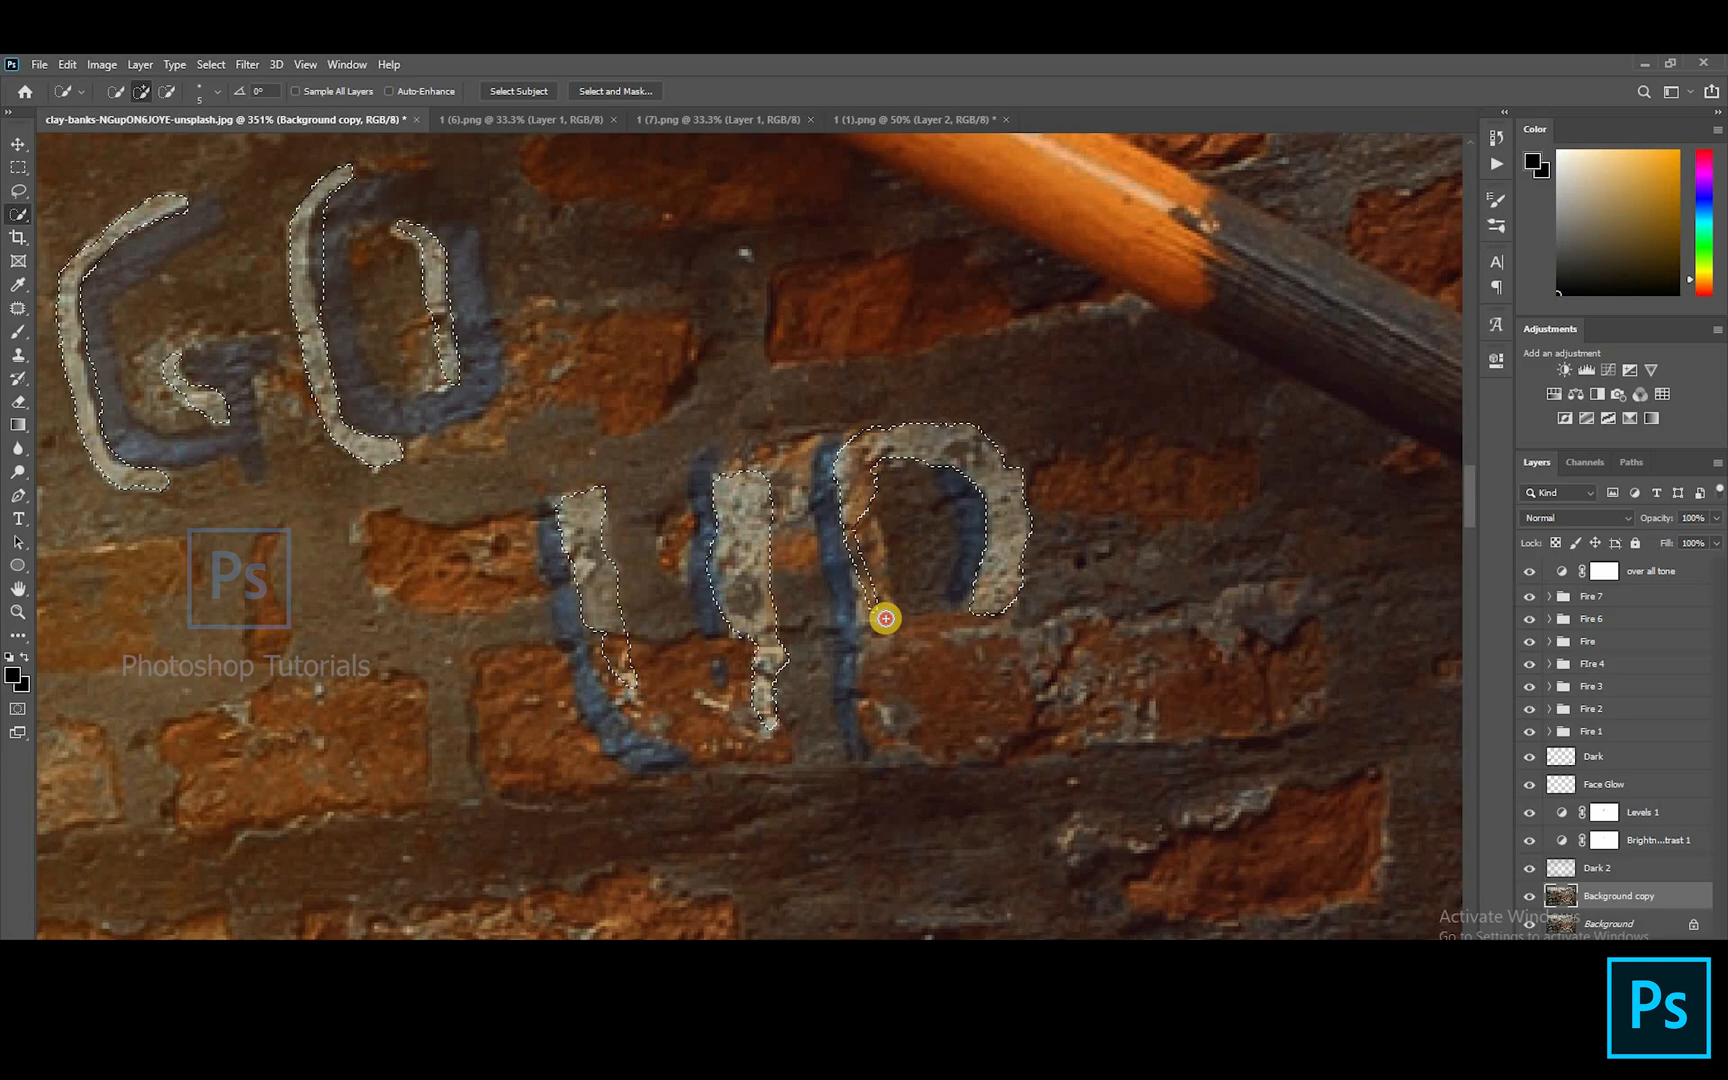 Ps File Edit Image Layer Type Select Filter 3D View Window Help
5 0° Sample All Layers Auto-Enhance Select Subject Select and Mask...
clay-banks-NGupON6JOYE-unsplash.jpg @ 351% (Background copy, RGB/8) * × 1 (6).png @ 33.3% (Layer 1, RGB/8) × 1 (7).png @ 33.3% (Layer 1, RGB/8) × 1 (1).png @ 50% (Layer 2, RGB/8) * ×
Color
GO
UP
Adjustments
Add an adjustment
Layers Channels Paths
Kind
Normal Opacity: 100%
Lock: Fill: 100%
over all tone
Fire 7
Fire 6
Fire
FIre 4
Fire 3
Fire 2
Fire 1
Dark
Face Glow
Levels 1
Brightn...trast 1
Dark 2
Background copy
Background
Ps
Photoshop Tutorials
Activate Windows
Go to Settings to activate Windows.
Ps